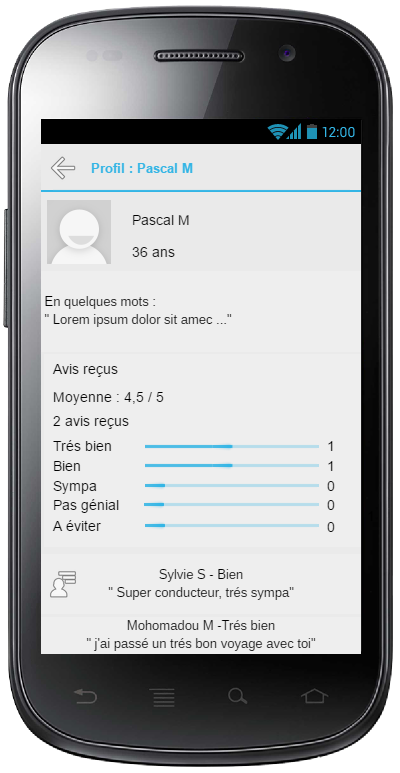 12:00
Profil : Pascal M
Pascal M
36 ans
En quelques mots :
" Lorem ipsum dolor sit amec ..."
Avis reçus
Moyenne : 4,5 / 5
2 avis reçus
Trés bien 1
Bien 1
Sympa 0
Pas génial 0
A éviter 0
Sylvie S - Bien
" Super conducteur, trés sympa"
Mohomadou M -Trés bien
" j'ai passé un trés bon voyage avec toi"